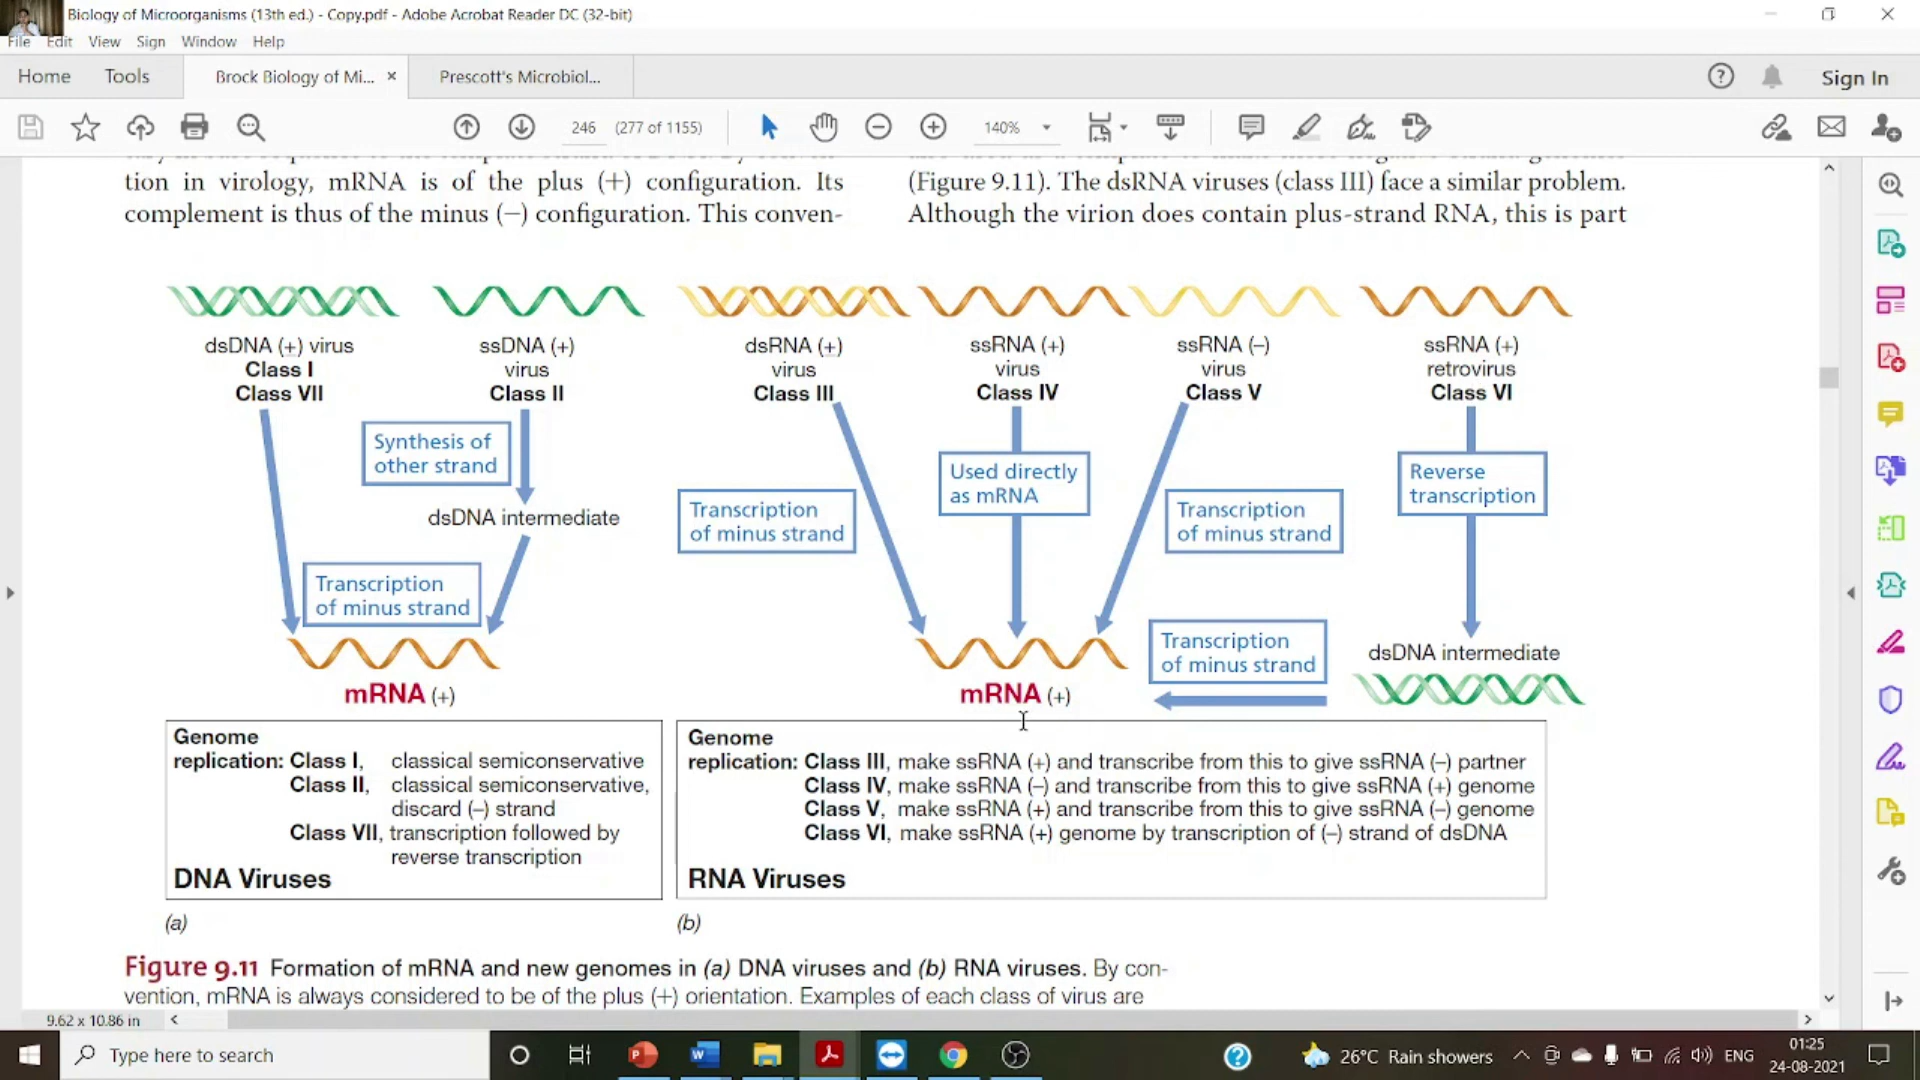 Biology of Microorganisms (13th ed.) - Copy.pdf - Adobe Acrobat Reader DC (32-bit)
File Edit View Sign Window Help
Home Tools Brock Biology of Mi... × Prescott's Microbiol... Sign In
246 (277 of 1155) 140%
tion in virology, mRNA is of the plus (+) configuration. Its
complement is thus of the minus (−) configuration. This conven-
(Figure 9.11). The dsRNA viruses (class III) face a similar problem.
Although the virion does contain plus-strand RNA, this is part
dsDNA (±) virus
Class I
Class VII
ssDNA (+)
virus
Class II
Synthesis of
other strand
dsDNA intermediate
Transcription
of minus strand
mRNA (+)
Genome
replication: Class I, classical semiconservative
Class II, classical semiconservative,
discard (–) strand
Class VII, transcription followed by
reverse transcription
DNA Viruses
(a)
dsRNA (±)
virus
Class III
ssRNA (+)
virus
Class IV
ssRNA (–)
virus
Class V
ssRNA (+)
retrovirus
Class VI
Transcription
of minus strand
Used directly
as mRNA
Transcription
of minus strand
Reverse
transcription
Transcription
of minus strand
dsDNA intermediate
mRNA (+)
Genome
replication: Class III, make ssRNA (+) and transcribe from this to give ssRNA (–) partner
Class IV, make ssRNA (–) and transcribe from this to give ssRNA (+) genome
Class V, make ssRNA (+) and transcribe from this to give ssRNA (–) genome
Class VI, make ssRNA (+) genome by transcription of (–) strand of dsDNA
RNA Viruses
(b)
Figure 9.11 Formation of mRNA and new genomes in (a) DNA viruses and (b) RNA viruses. By con-
vention, mRNA is always considered to be of the plus (+) orientation. Examples of each class of virus are
9.62 x 10.86 in
Type here to search
26°C Rain showers
ENG
01:25
24-08-2021